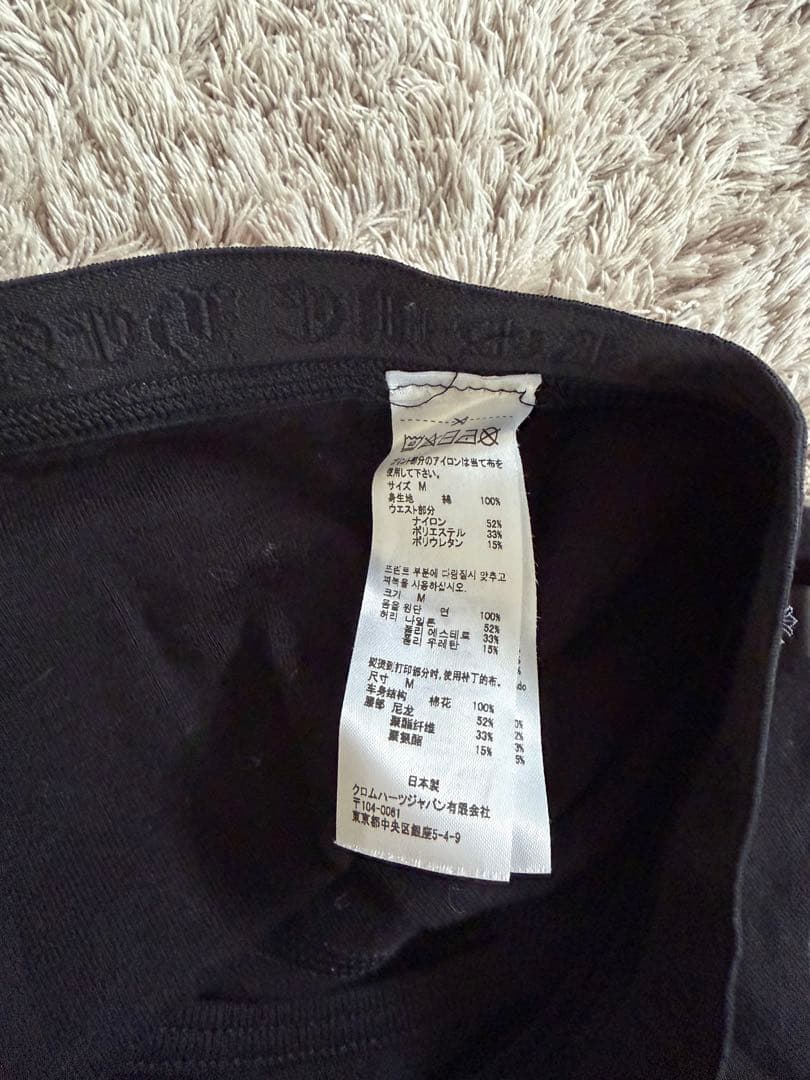 プリント部分のアイロンは当て布を
使用して下さい。
サイズ M
身生地 綿 100%
ウエスト部分
ナイロン 52%
ポリエステル 33%
ポリウレタン 15%
프린트 부분에 다림질시 맞추고
적복을 사용하십시오.
크기 M
몸을 원단 면 100%
허리 나일론 52%
폴리 에스테르 33%
폴리 우레탄 15%
熨烫到打印部分时,使用补丁的布。
尺寸 M
车身结构 棉花 100%
腰部 尼龙 52%
聚酯纤维 33%
聚氨酯 15%
日本製
クロムハーツジャパン有限会社
〒104-0061
東京都中央区銀座5-4-9